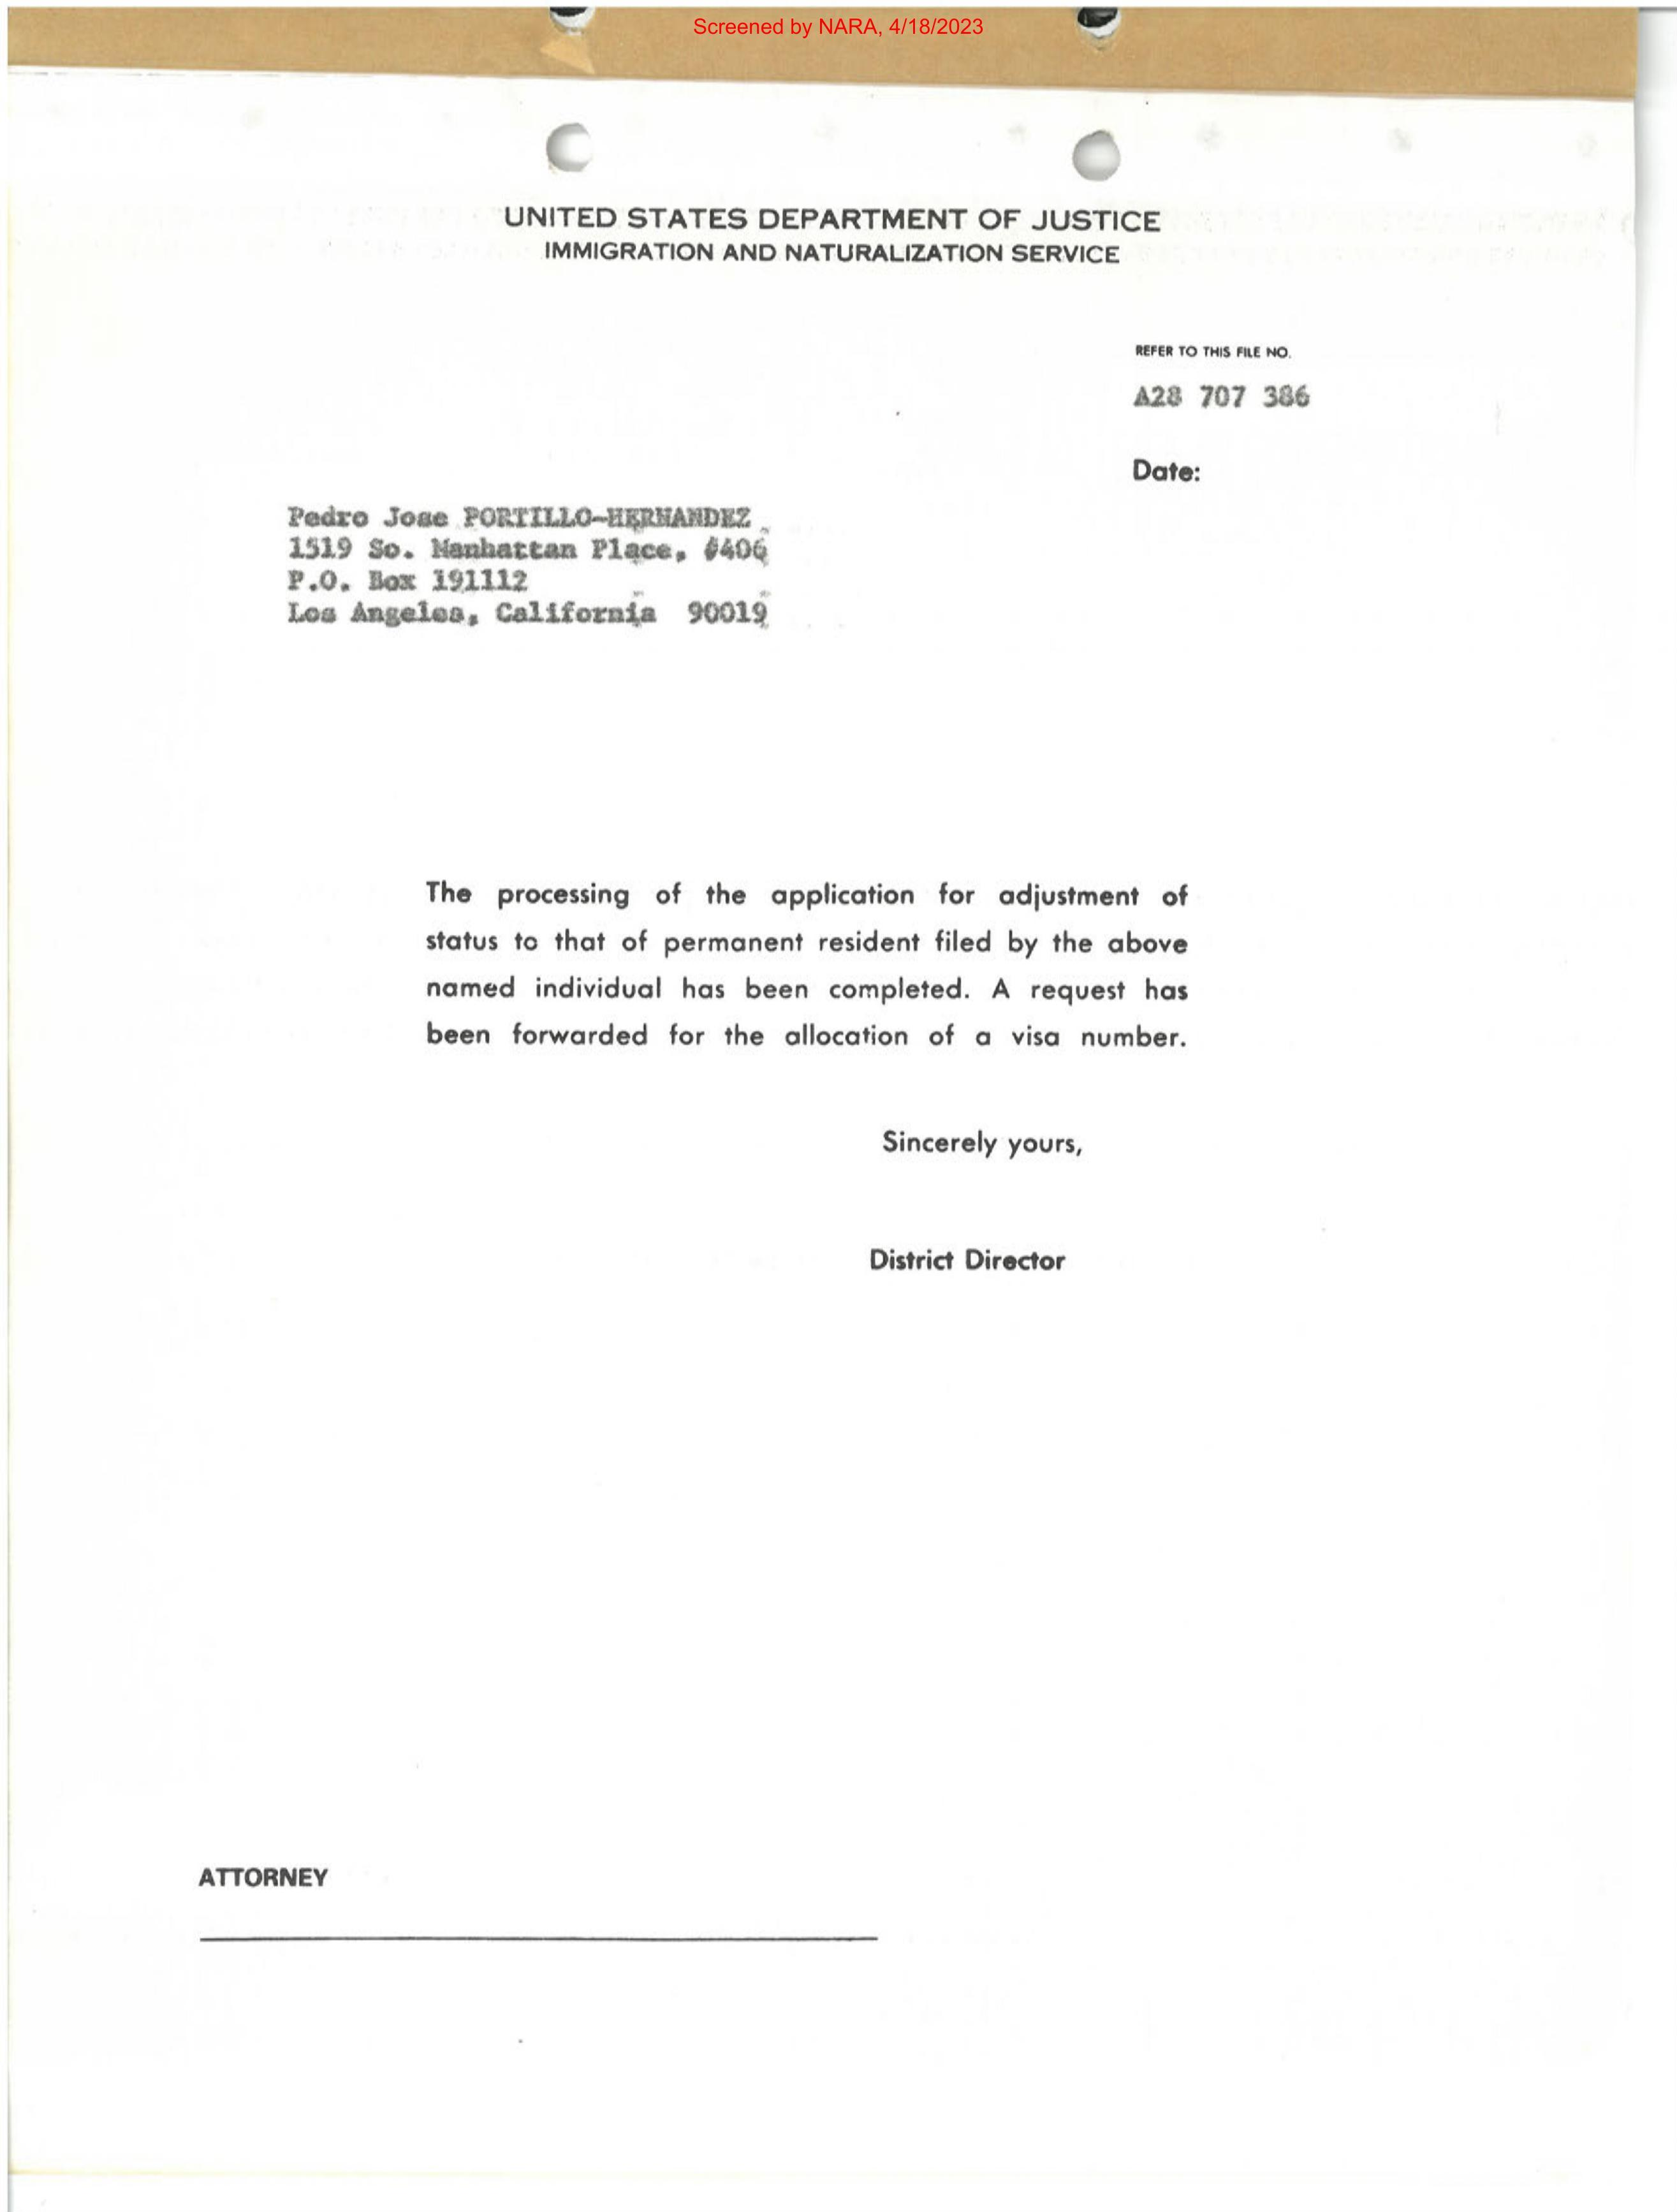 Screened by NARA, 4/18/2023
UNITED STATES DEPARTMENT OF JUSTICE
IMMIGRATION AND NATURALIZATION SERVICE
REFER TO THIS FILE NO.
A28 707 386
Date:
Pedro Jose PORTILLO-HERNANDEZ
1519 So. Manhattan Place, #406
P.O. Box 191112
Los Angeles, California 90019
The processing of the application for adjustment of
status to that of permanent resident filed by the above
named individual has been completed. A request has
been forwarded for the allocation of a visa number.
Sincerely yours,
District Director
ATTORNEY